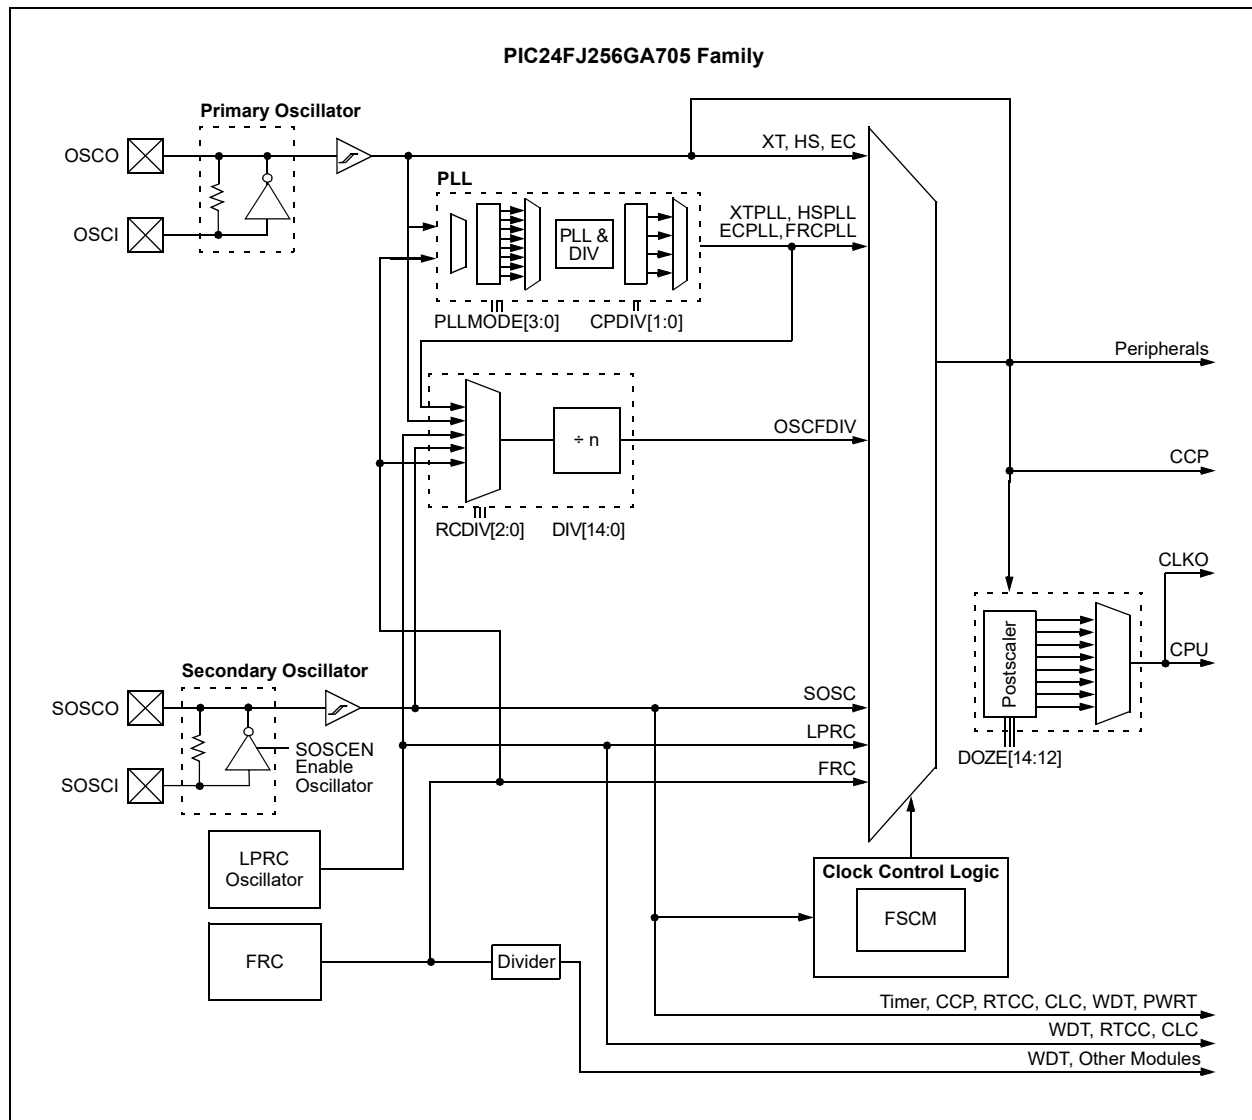 PIC24FJ256GA705 Family
Primary Oscillator
OSCO
OSCI
XT, HS, EC
PLL
XTPLL, HSPLL
ECPLL,FRCPLL
PLL &
DIV
PLLMODE[3:0]
CPDIV[1:0]
Peripherals
÷ n
OSCFDIV
CCP
RCDIV[2:0]
DIV[14:0]
CLKO
CPU
Postscaler
DOZE[14:12]
Secondary Oscillator
SOSCO
SOSCI
SOSCEN
Enable
Oscillator
SOSC
LPRC
FRC
LPRC
Oscillator
Clock Control Logic
FSCM
FRC
Divider
Timer, CCP, RTCC, CLC, WDT, PWRT
WDT, RTCC, CLC
WDT, Other Modules